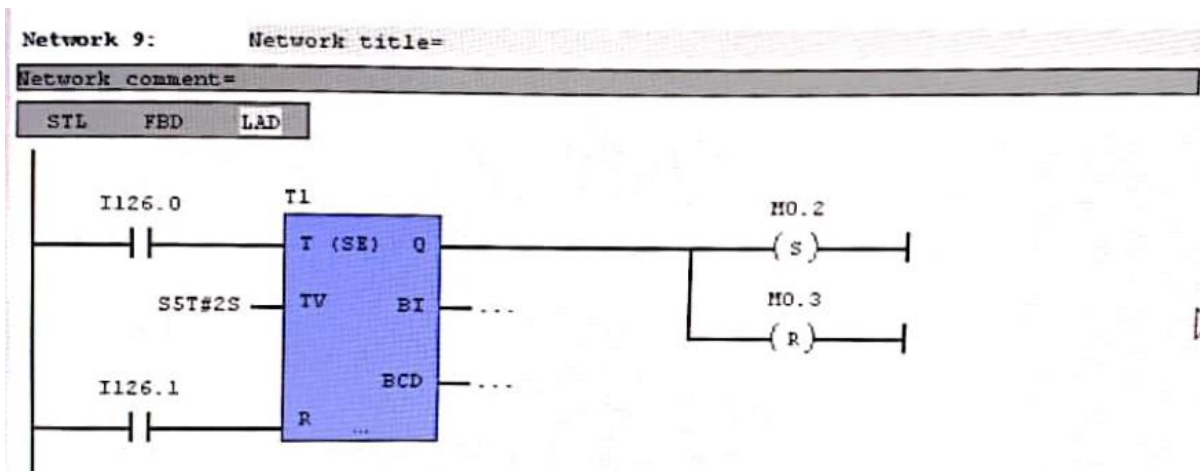 Network 9: Network title=
Network comment=
STL FBD LAD
I126.0 T1 M0.2
T (SE) Q ( S )
S5T#2S TV BI ... M0.3
( R )
I126.1 BCD ...
R ...